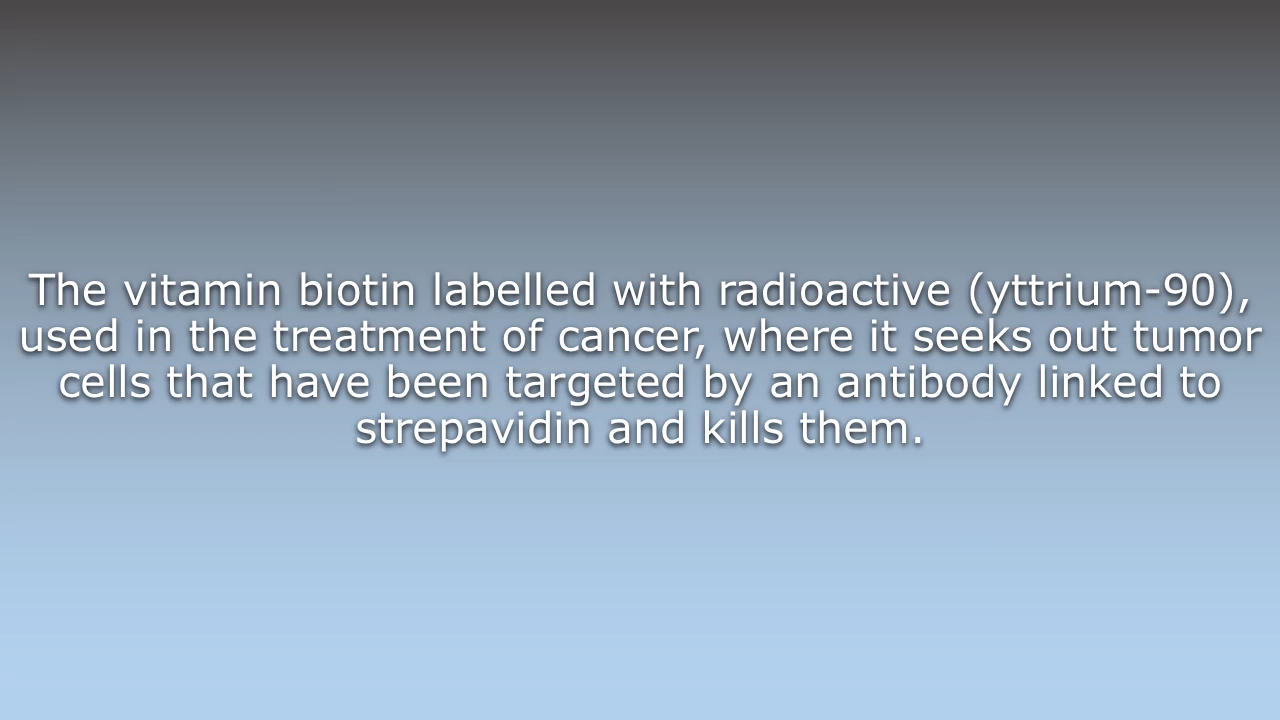 The vitamin biotin labelled with radioactive (yttrium-90),
used in the treatment of cancer, where it seeks out tumor
cells that have been targeted by an antibody linked to
strepavidin and kills them.